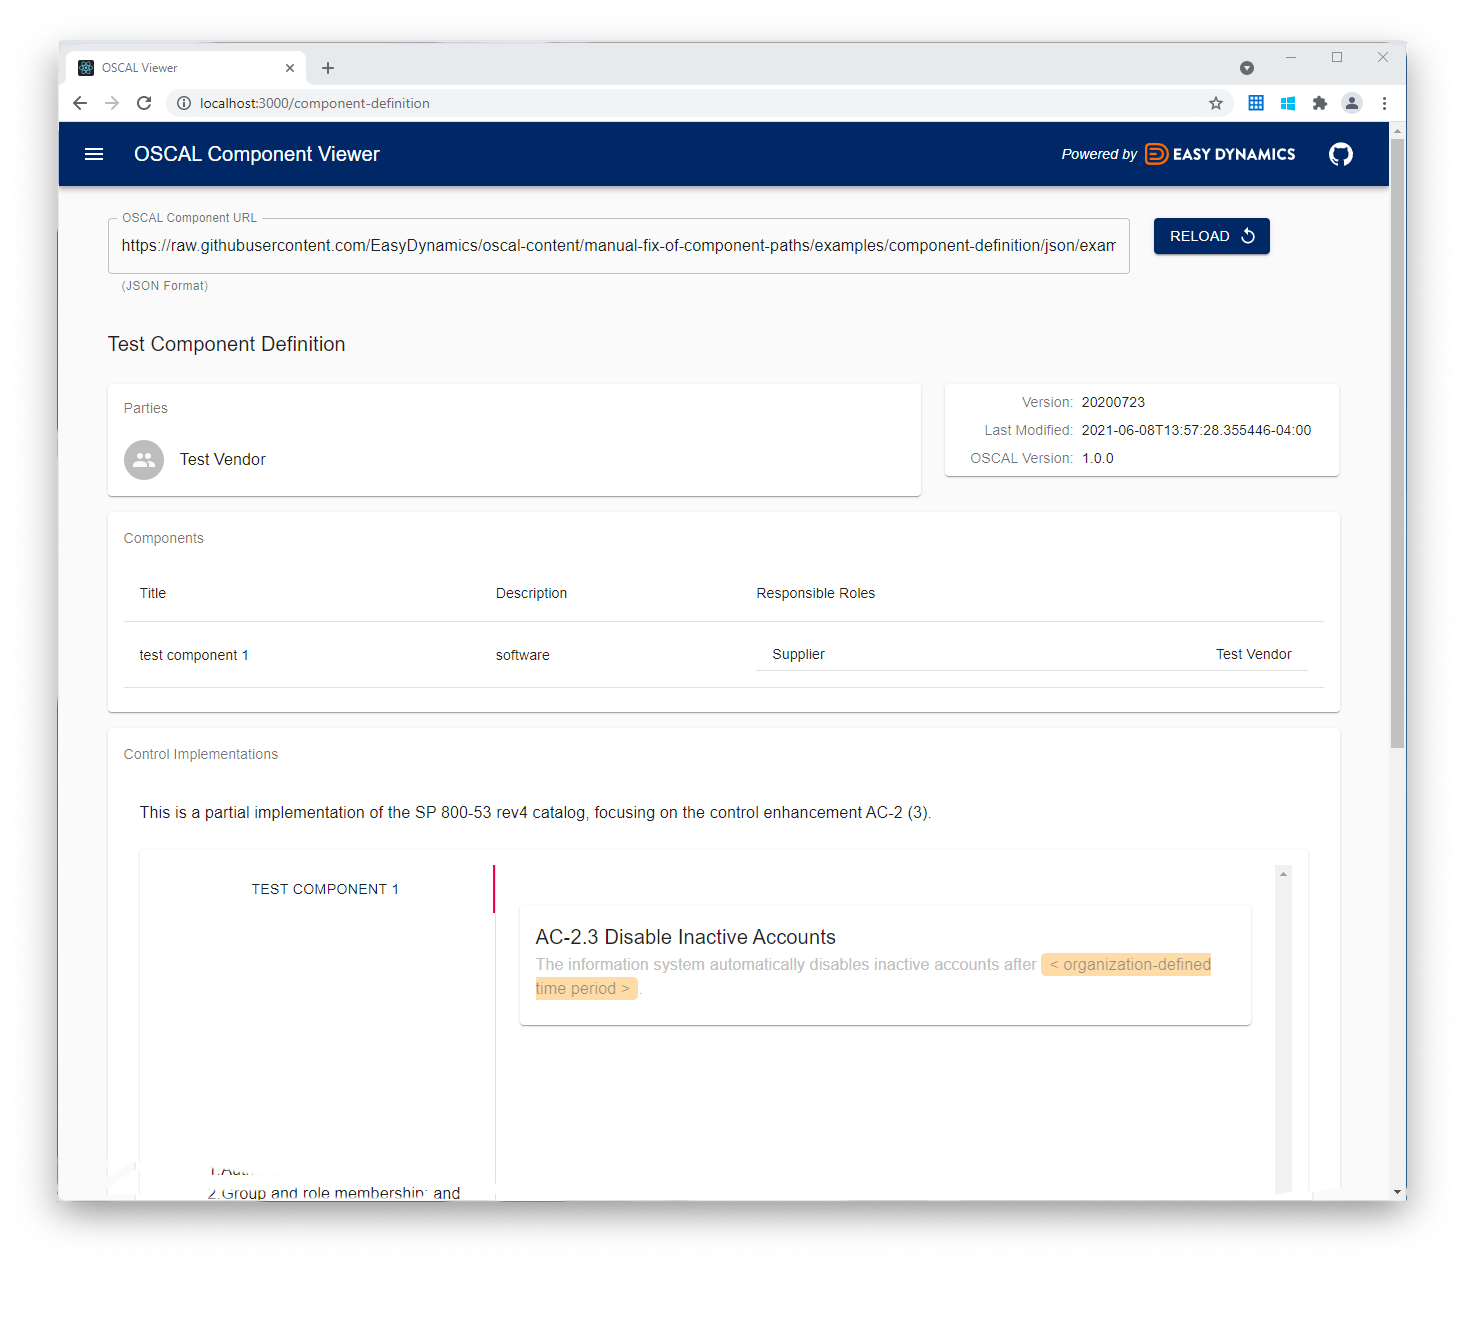 OSCAL Viewer
localhost:3000/component-definition
OSCAL Component Viewer
Powered by EASY DYNAMICS
OSCAL Component URL
https://raw.githubusercontent.com/EasyDynamics/oscal-content/manual-fix-of-component-paths/examples/component-definition/json/exam
RELOAD
(JSON Format)
Test Component Definition
Parties
Test Vendor
Version: 20200723
Last Modified: 2021-06-08T13:57:28.355446-04:00
OSCAL Version: 1.0.0
Components
Title Description Responsible Roles
test component 1 software Supplier Test Vendor
Control Implementations
This is a partial implementation of the SP 800-53 rev4 catalog, focusing on the control enhancement AC-2 (3).
TEST COMPONENT 1
AC-2.3 Disable Inactive Accounts
The information system automatically disables inactive accounts after < organization-defined
time period > .
2.Group and role membership; and